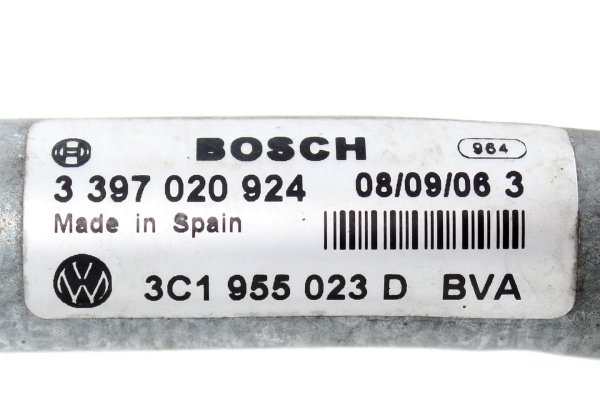 BOSCH 964
3 397 020 924 08/09/06 3
Made in Spain
3C1 955 023 D BVA